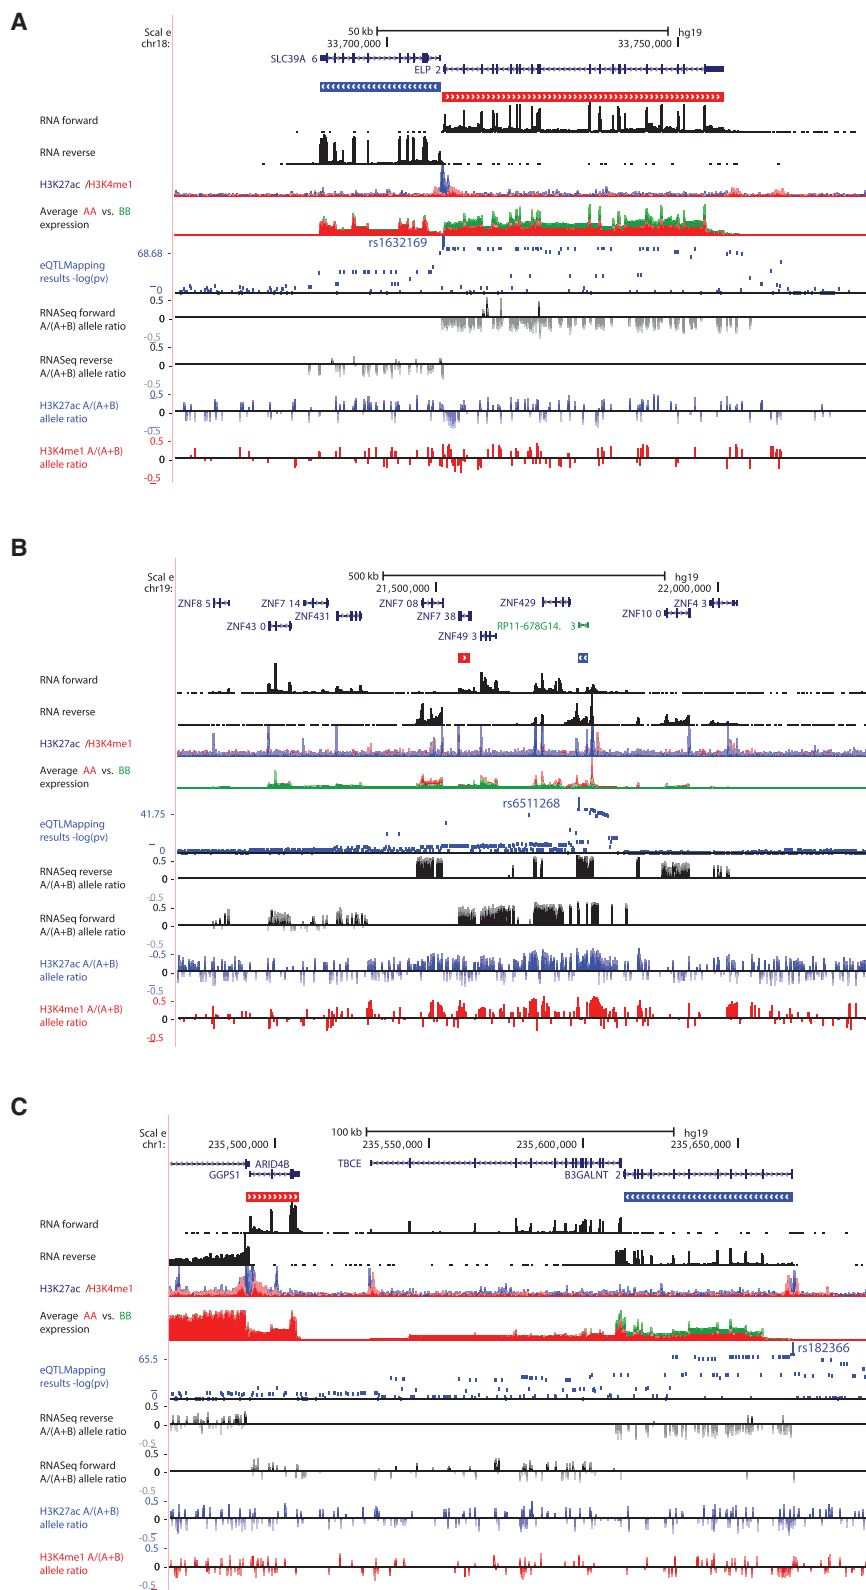 A
Scal e
50 kb
hg19
chr18:
33,700,000
33,750,000
SLC39A 6
ELP 2
RNA forward
RNA reverse
H3K27ac /H3K4me1
Average AA vs. BB
expression
rs1632169
68.68
eQTLMapping
results -log(pv)
0
0.5
RNASeq forward
A/(A+B) allele ratio
0
-0.5
0.5
RNASeq reverse
A/(A+B) allele ratio
0
-0.5
0.5
H3K27ac A/(A+B)
allele ratio
0
-0.5
0.5
H3K4me1 A/(A+B)
allele ratio
0
-0.5
B
Scal e
500 kb
hg19
chr19:
21,500,000
22,000,000
ZNF8 5
ZNF7 14
ZNF7 08
ZNF429
ZNF4 3
ZNF431
ZNF7 38
ZNF10 0
ZNF43 0
RP11-678G14. 3
ZNF49 3
RNA forward
RNA reverse
H3K27ac /H3K4me1
Average AA vs. BB
expression
rs6511268
41.75
eQTLMapping
results -log(pv)
0
0.5
RNASeq reverse
A/(A+B) allele ratio
0
-0.5
0.5
RNASeq forward
A/(A+B) allele ratio
0
-0.5
-0.5
H3K27ac A/(A+B)
allele ratio
0
-0.5
0.5
H3K4me1 A/(A+B)
allele ratio
0
-0.5
C
Scal e
100 kb
hg19
chr1:
235,500,000
235,550,000
235,600,000
235,650,000
ARID4B
TBCE
GGPS1
B3GALNT 2
RNA forward
RNA reverse
H3K27ac /H3K4me1
Average AA vs. BB
expression
rs182366
65.5
eQTLMapping
results -log(pv)
0
0.5
RNASeq reverse
A/(A+B) allele ratio
0
-0.5
0.5
RNASeq forward
A/(A+B) allele ratio
0
-0.5
0.5
H3K27ac A/(A+B)
allele ratio
0
-0.5
0.5
H3K4me1 A/(A+B)
allele ratio
0
-0.5